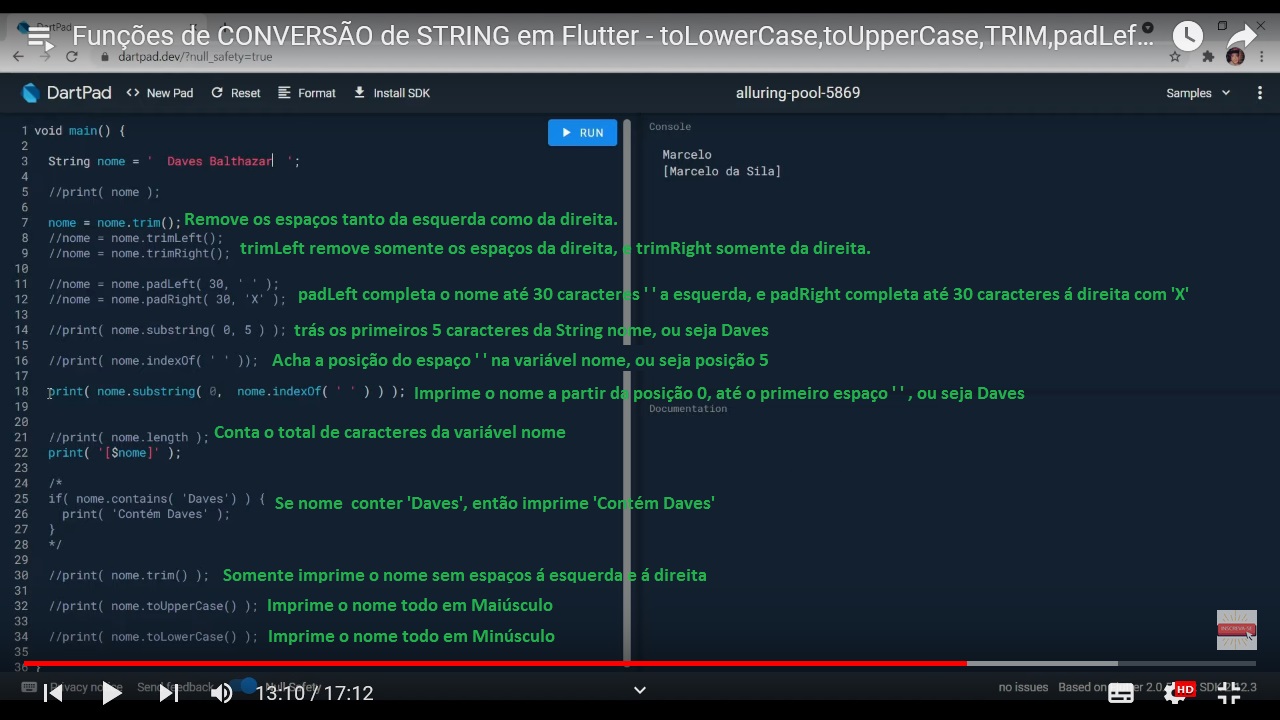 DartPad
Funções de CONVERSÃO de STRING em Flutter - toLowerCase,toUpperCase,TRIM,padLef...
dartpad.dev/?null_safety=true
DartPad
<> New Pad
Reset
Format
Install SDK
alluring-pool-5869
Samples
RUN
Console
Marcelo
[Marcelo da Sila]
1 void main() {
2
3 String nome = '  Daves Balthazar  ';
4
5 //print( nome );
6
7 nome = nome.trim(); Remove os espaços tanto da esquerda como da direita.
8 //nome = nome.trimLeft();
9 //nome = nome.trimRight(); trimLeft remove somente os espaços da direita, e trimRight somente da direita.
10
11 //nome = nome.padLeft( 30, ' ' );
12 //nome = nome.padRight( 30, 'X' ); padLeft completa o nome até 30 caracteres ' ' a esquerda, e padRight completa até 30 caracteres á direita com 'X'
13
14 //print( nome.substring( 0, 5 ) ); trás os primeiros 5 caracteres da String nome, ou seja Daves
15
16 //print( nome.indexOf( ' ' )); Acha a posição do espaço ' ' na variável nome, ou seja posição 5
17
18 print( nome.substring( 0,  nome.indexOf( ' ' ) ) ); Imprime o nome a partir da posição 0, até o primeiro espaço ' ' , ou seja Daves
19
Documentation
20
21 //print( nome.length ); Conta o total de caracteres da variável nome
22 print( '[$nome]' );
23
24 /*
25 if( nome.contains( 'Daves') ) { Se nome  conter 'Daves', então imprime 'Contém Daves'
26 print( 'Contém Daves' );
27 }
28 */
29
30 //print( nome.trim() ); Somente imprime o nome sem espaços á esquerda e á direita
31
32 //print( nome.toUpperCase() ); Imprime o nome todo em Maiúsculo
33
34 //print( nome.toLowerCase() ); Imprime o nome todo em Minúsculo
35
36 }
INSCREVA-SE
Privacy notice
Send feedback
Null Safety
13:10 / 17:12
no issues
Based on
2.0
SDK
2.12.3
HD